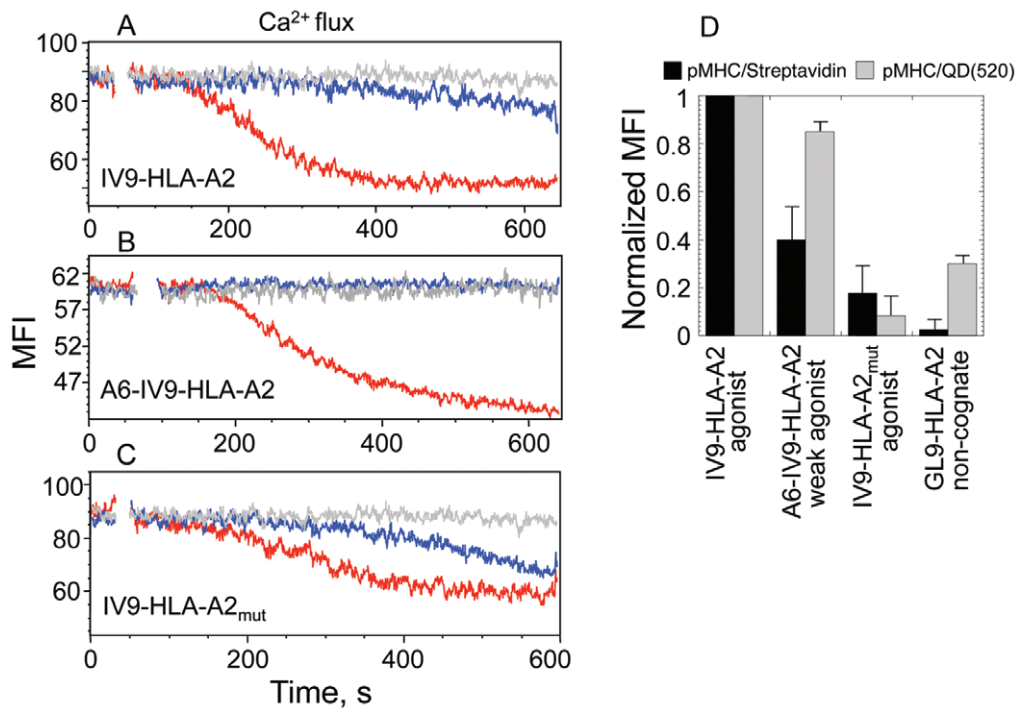 A
Ca²⁺ flux
100
80
60
IV9-HLA-A2
0
200
400
600
B
62
57
52
47
A6-IV9-HLA-A2
0
200
400
600
MFI
C
100
80
60
IV9-HLA-A2mut
0
200
400
600
Time, s
D
pMHC/Streptavidin
pMHC/QD(520)
Normalized MFI
1
0.8
0.6
0.4
0.2
0
IV9-HLA-A2
agonist
A6-IV9-HLA-A2
weak agonist
IV9-HLA-A2mut
agonist
GL9-HLA-A2
non-cognate